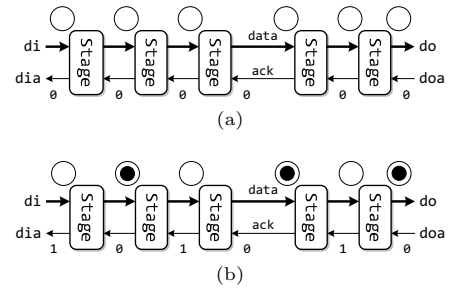 data
di Stage Stage Stage Stage Stage do
dia ack doa
0 0 0 0 0 0
(a)
data
di Stage Stage Stage Stage Stage do
dia ack doa
1 0 1 0 1 0
(b)